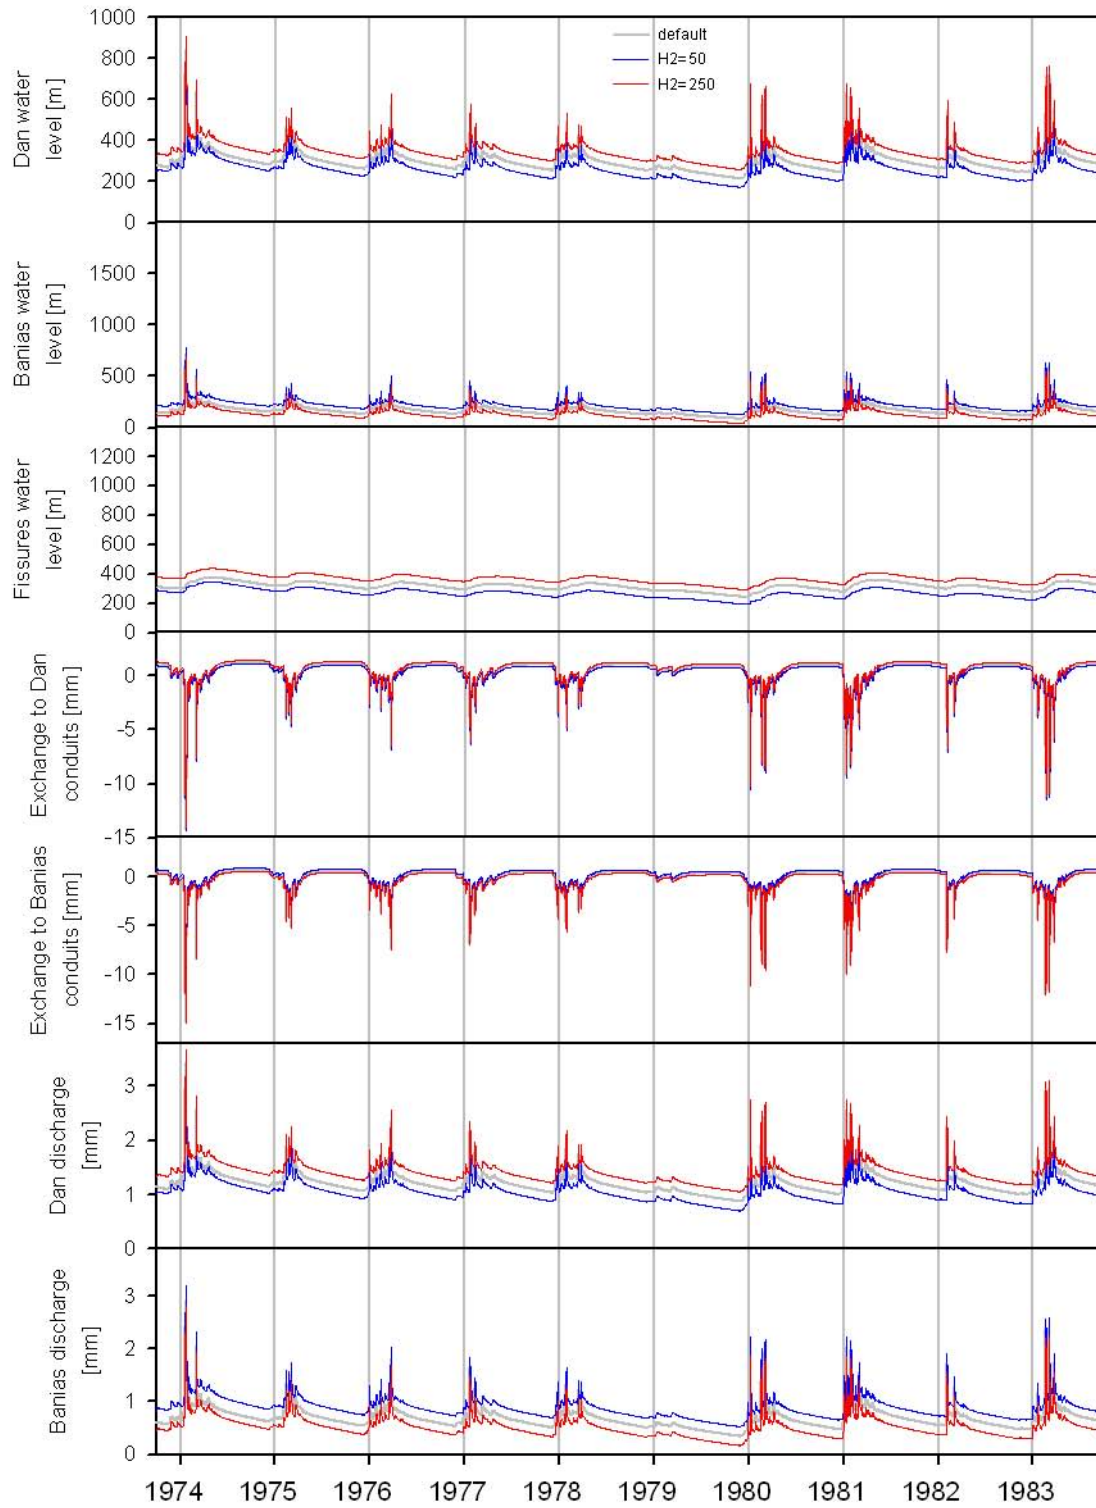 1000
800
600
400
200
0
Dan water
level [m]
default
H2=50
H2=250
1500
1000
500
0
Banias water
level [m]
1200
1000
800
600
400
200
0
Fissures water
level [m]
0
-5
-10
-15
Exchange to Dan
conduits [mm]
0
-5
-10
-15
Exchange to Banias
conduits [mm]
3
2
1
0
Dan discharge
[mm]
3
2
1
0
Banias discharge
[mm]
1974 1975 1976 1977 1978 1979 1980 1981 1982 1983